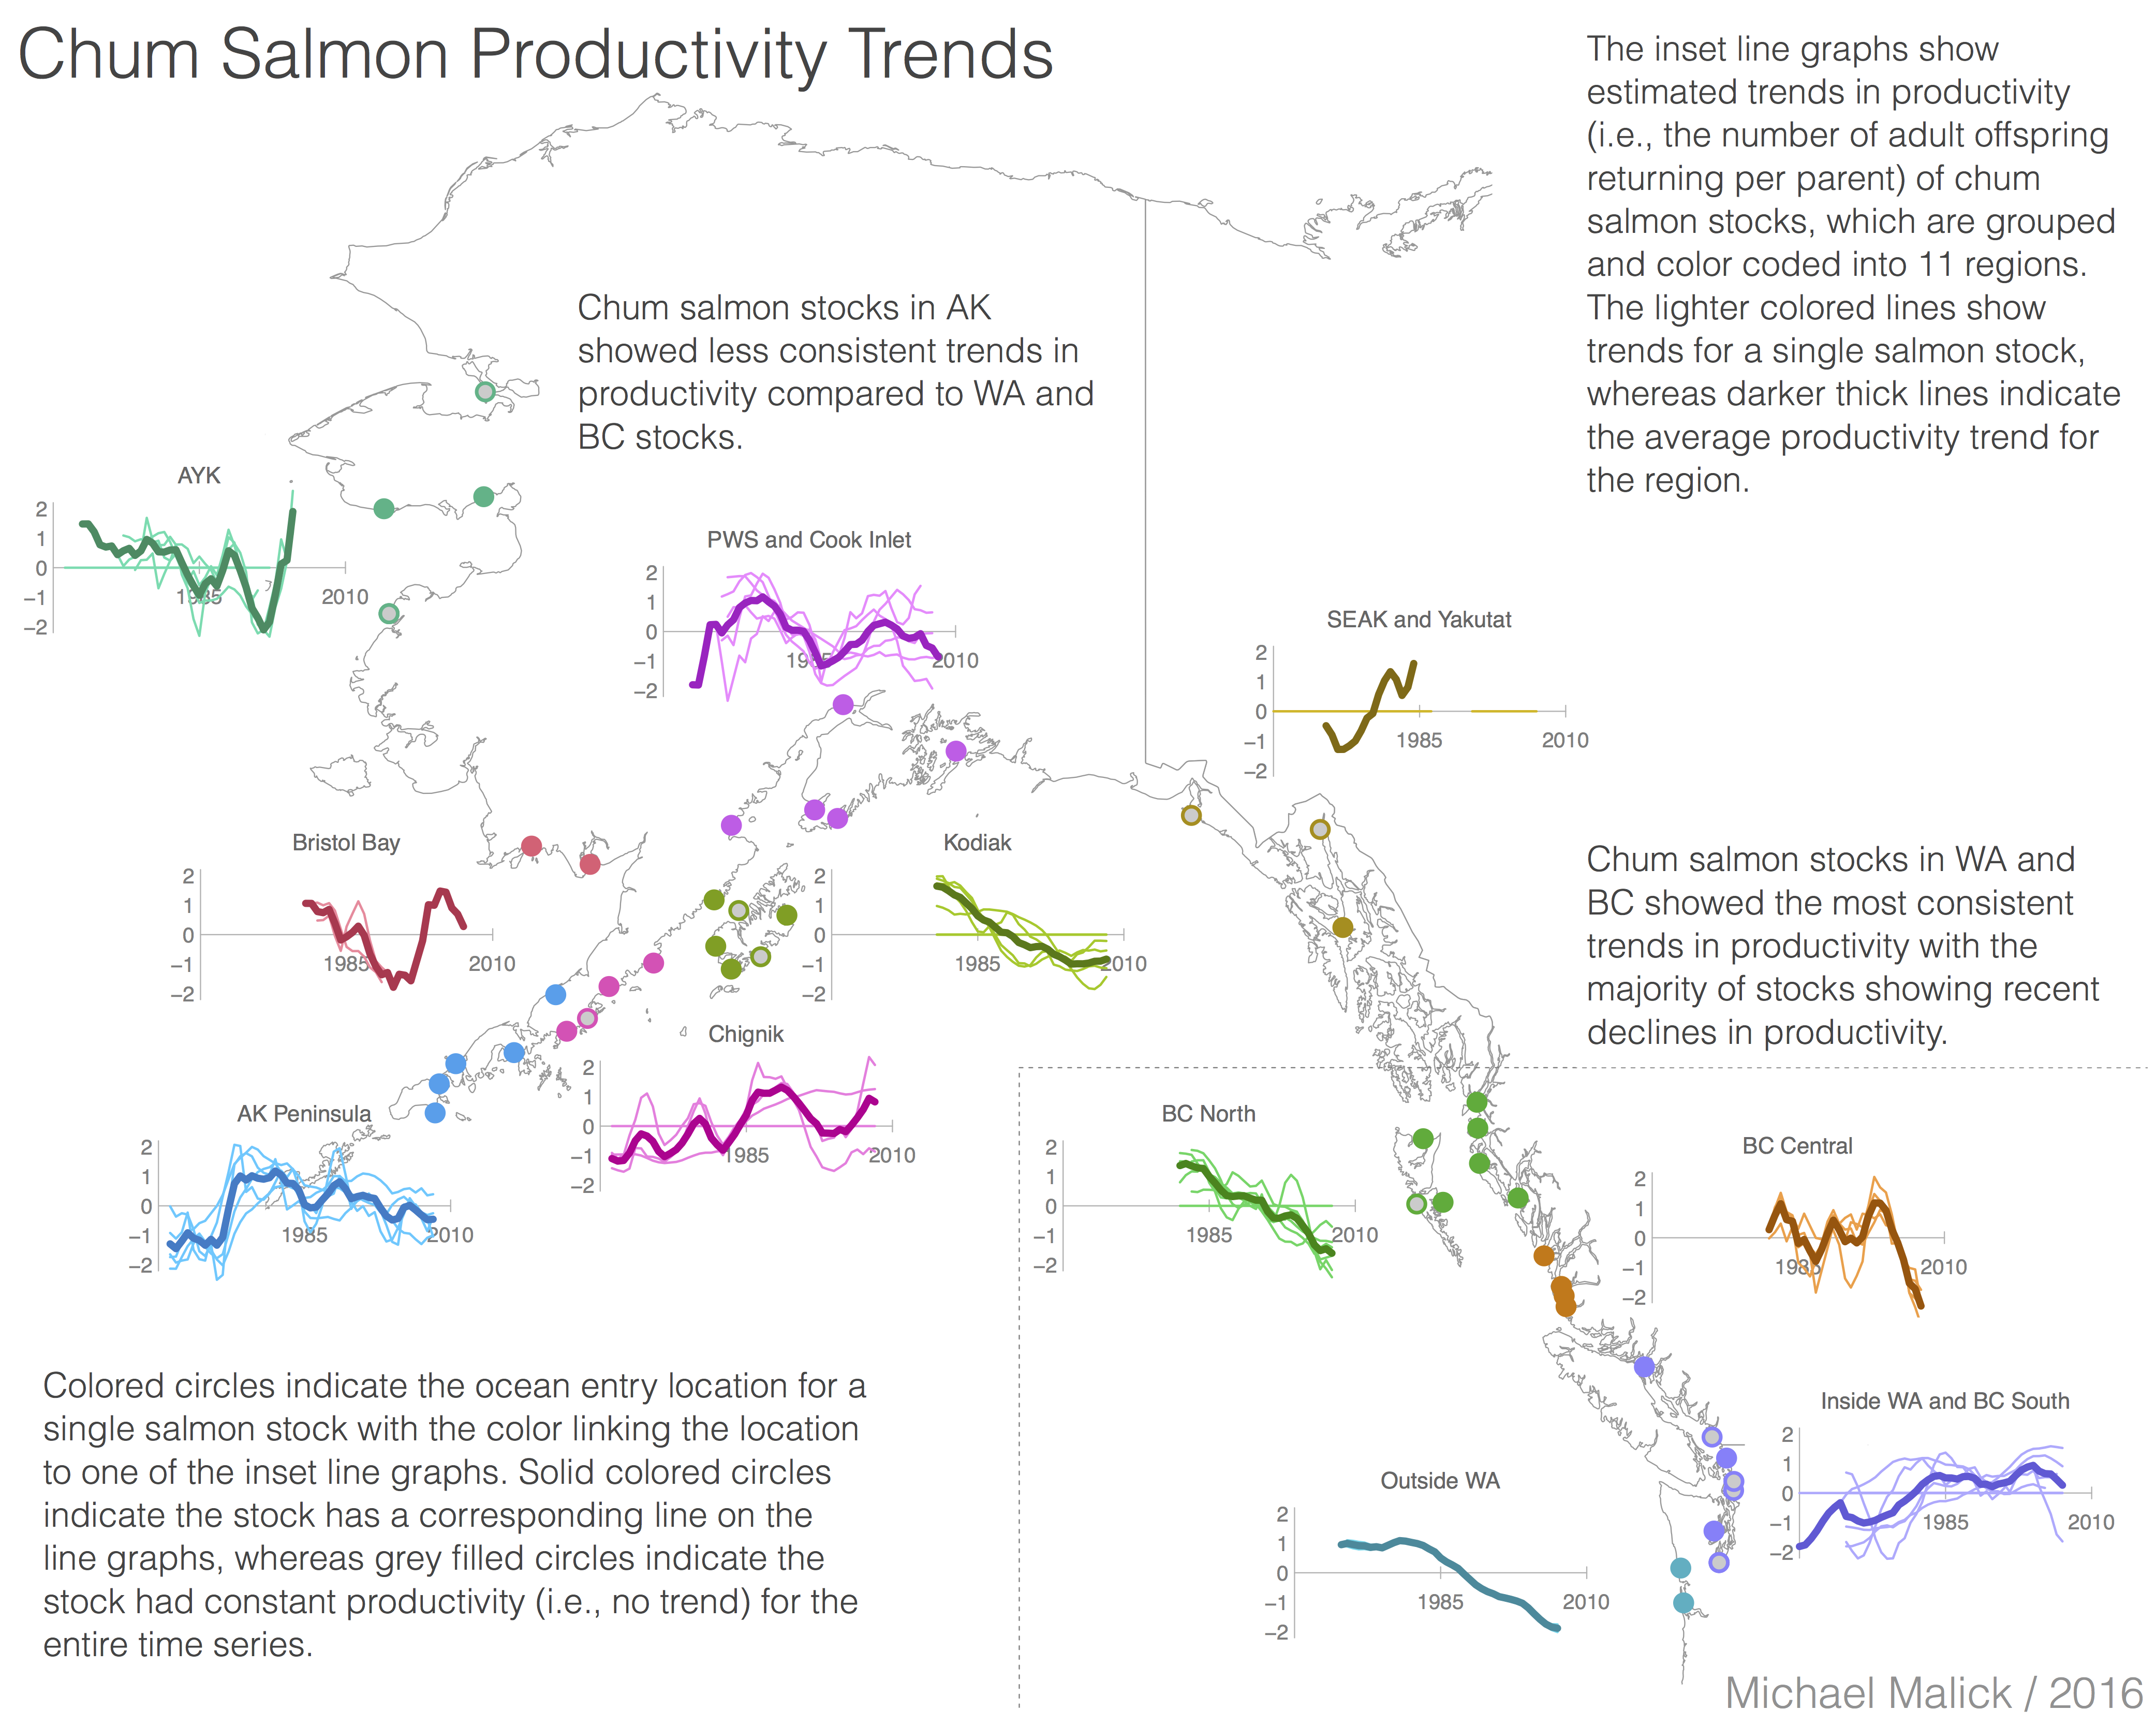 Chum Salmon Productivity Trends
The inset line graphs show
estimated trends in productivity
(i.e., the number of adult offspring
returning per parent) of chum
salmon stocks, which are grouped
and color coded into 11 regions.
The lighter colored lines show
trends for a single salmon stock,
whereas darker thick lines indicate
the average productivity trend for
the region.
Chum salmon stocks in AK
showed less consistent trends in
productivity compared to WA and
BC stocks.
AYK
2
1
0
−1
−2
1985
2010
PWS and Cook Inlet
2
1
0
−1
−2
1985
2010
SEAK and Yakutat
2
1
0
−1
−2
1985
2010
Bristol Bay
2
1
0
−1
−2
1985
2010
Kodiak
2
1
0
−1
−2
1985
2010
Chum salmon stocks in WA and
BC showed the most consistent
trends in productivity with the
majority of stocks showing recent
declines in productivity.
Chignik
2
1
0
−1
−2
1985
2010
AK Peninsula
2
1
0
−1
−2
1985
2010
BC North
2
1
0
−1
−2
1985
2010
BC Central
2
1
0
−1
−2
1985
2010
Colored circles indicate the ocean entry location for a
single salmon stock with the color linking the location
to one of the inset line graphs. Solid colored circles
indicate the stock has a corresponding line on the
line graphs, whereas grey filled circles indicate the
stock had constant productivity (i.e., no trend) for the
entire time series.
Inside WA and BC South
2
1
0
−1
−2
1985
2010
Outside WA
2
1
0
−1
−2
1985
2010
Michael Malick / 2016